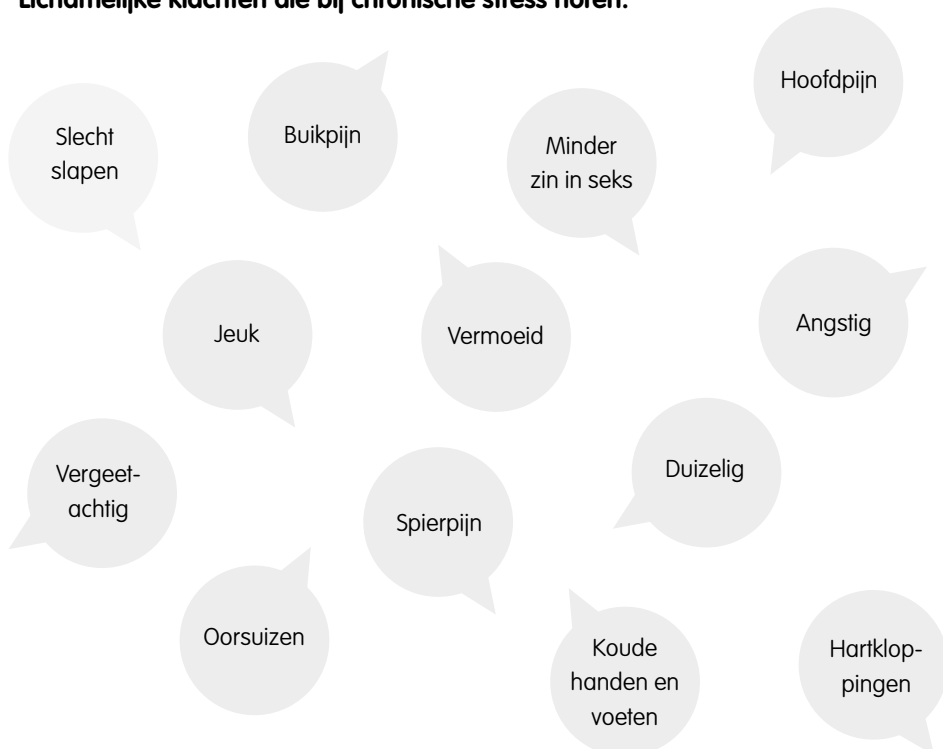 Lichamelijke klachten die bij chronische stress horen:
Hoofdpijn
Slecht
slapen
Buikpijn
Minder
zin in seks
Jeuk
Vermoeid
Angstig
Vergeet-
achtig
Spierpijn
Duizelig
Oorsuizen
Koude
handen en
voeten
Hartklop-
pingen